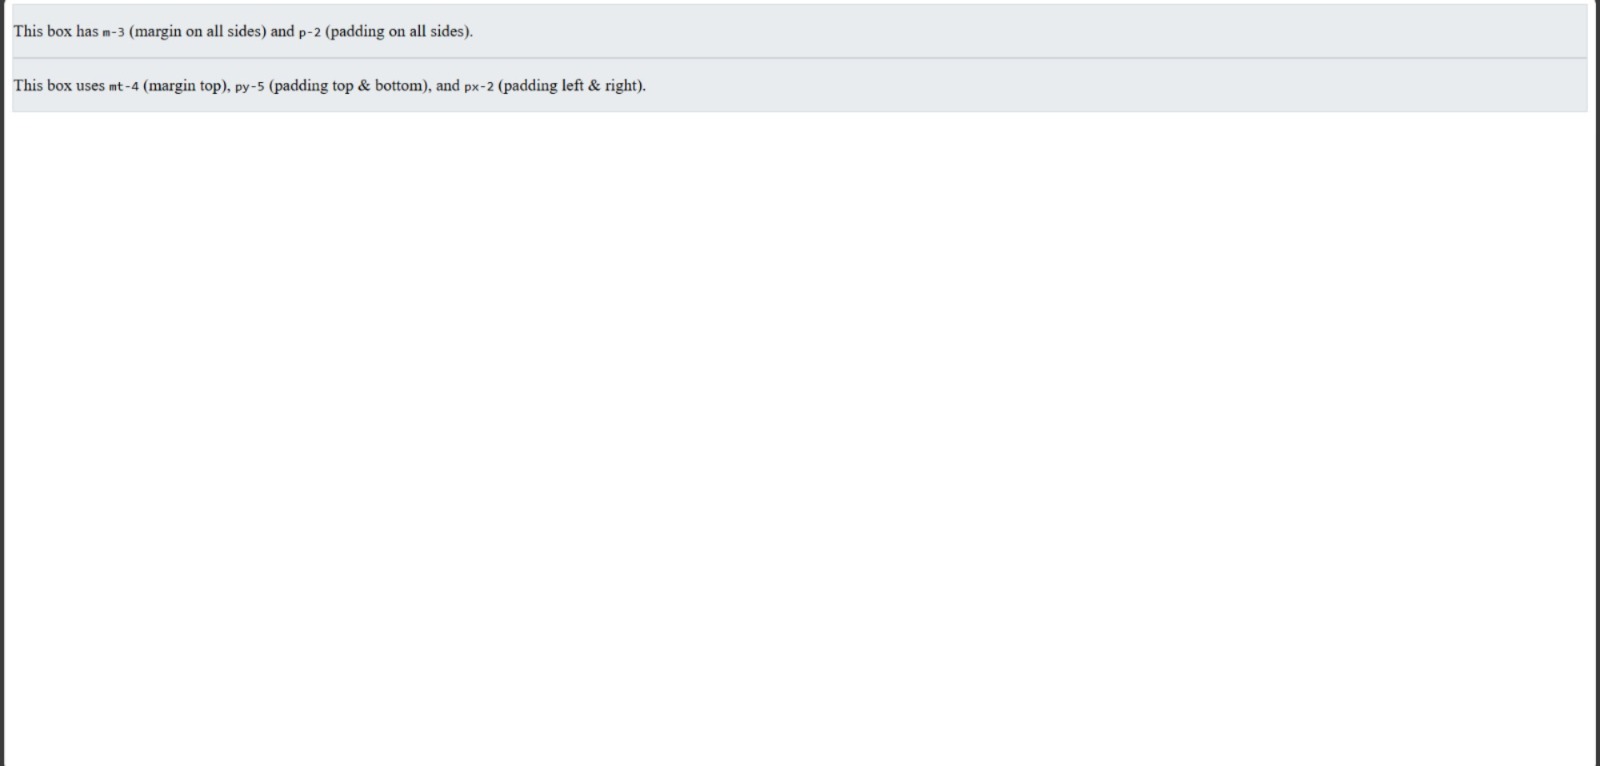 This box has m-3 (margin on all sides) and p-2 (padding on all sides).
This box uses mt-4 (margin top), py-5 (padding top & bottom), and px-2 (padding left & right).